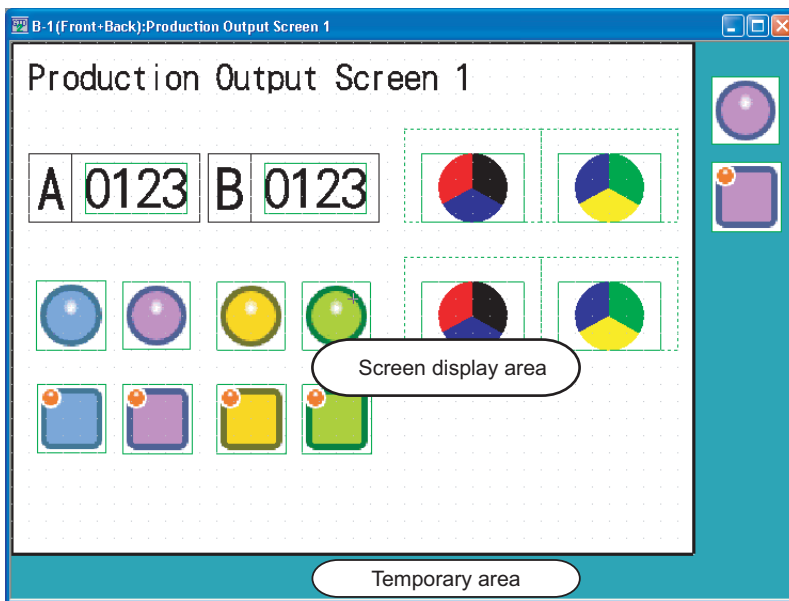 B-1(Front+Back):Production Output Screen 1
Production Output Screen 1
A 0123 B 0123
Screen display area
Temporary area